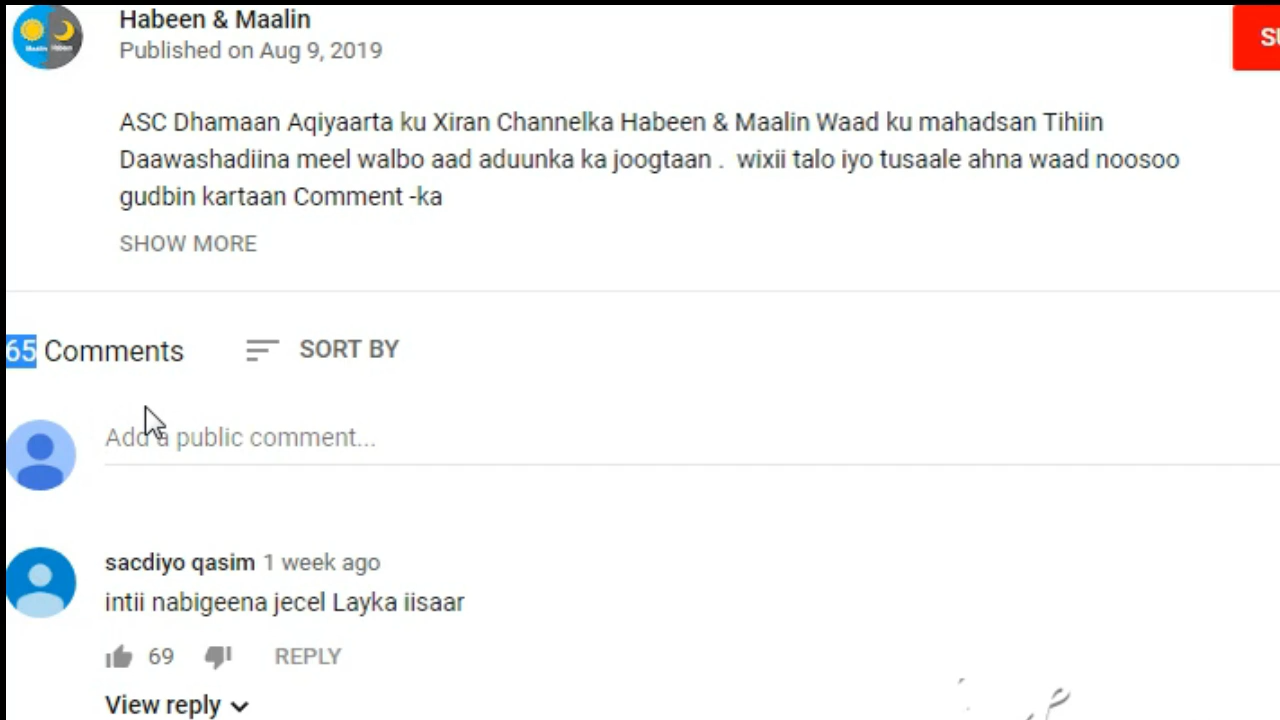 Habeen & Maalin
Published on Aug 9, 2019
Maalin Habeen
SU
ASC Dhamaan Aqiyaarta ku Xiran Channelka Habeen & Maalin Waad ku mahadsan Tihiin
Daawashadiina meel walbo aad aduunka ka joogtaan . wixii talo iyo tusaale ahna waad noosoo
gudbin kartaan Comment -ka
SHOW MORE
65 Comments SORT BY
Add a public comment...
sacdiyo qasim 1 week ago
intii nabigeena jecel Layka iisaar
69 REPLY
View reply